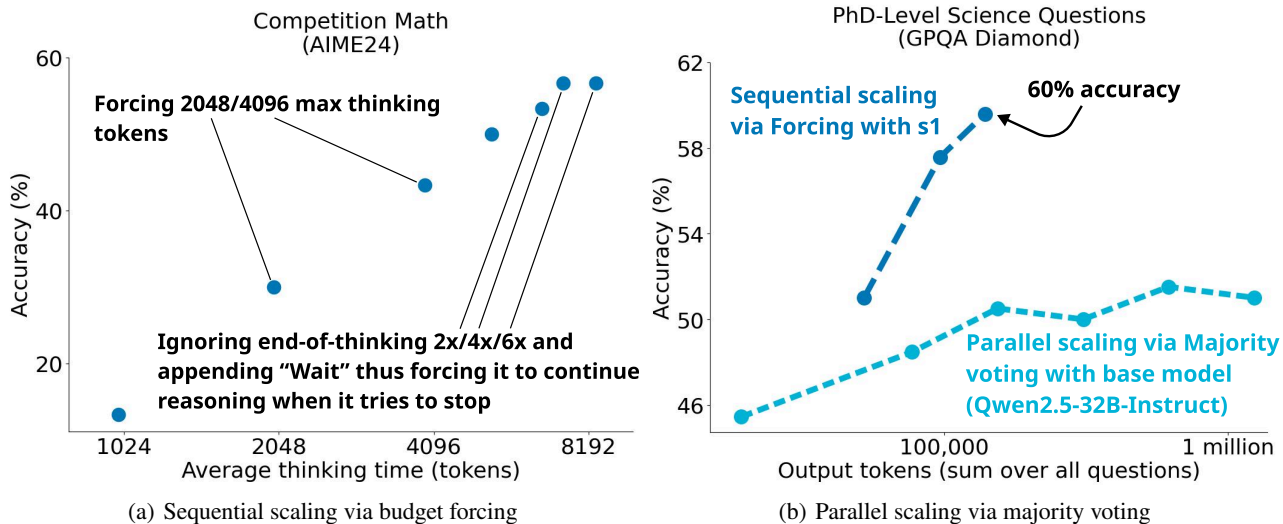 Competition Math
(AIME24)
60
40
20
Accuracy (%)
Forcing 2048/4096 max thinking
tokens
Ignoring end-of-thinking 2x/4x/6x and
appending “Wait” thus forcing it to continue
reasoning when it tries to stop
1024 2048 4096 8192
Average thinking time (tokens)
(a) Sequential scaling via budget forcing
PhD-Level Science Questions
(GPQA Diamond)
62
58
54
50
46
Accuracy (%)
Sequential scaling
via Forcing with s1
60% accuracy
Parallel scaling via Majority
voting with base model
(Qwen2.5-32B-Instruct)
100,000 1 million
Output tokens (sum over all questions)
(b) Parallel scaling via majority voting